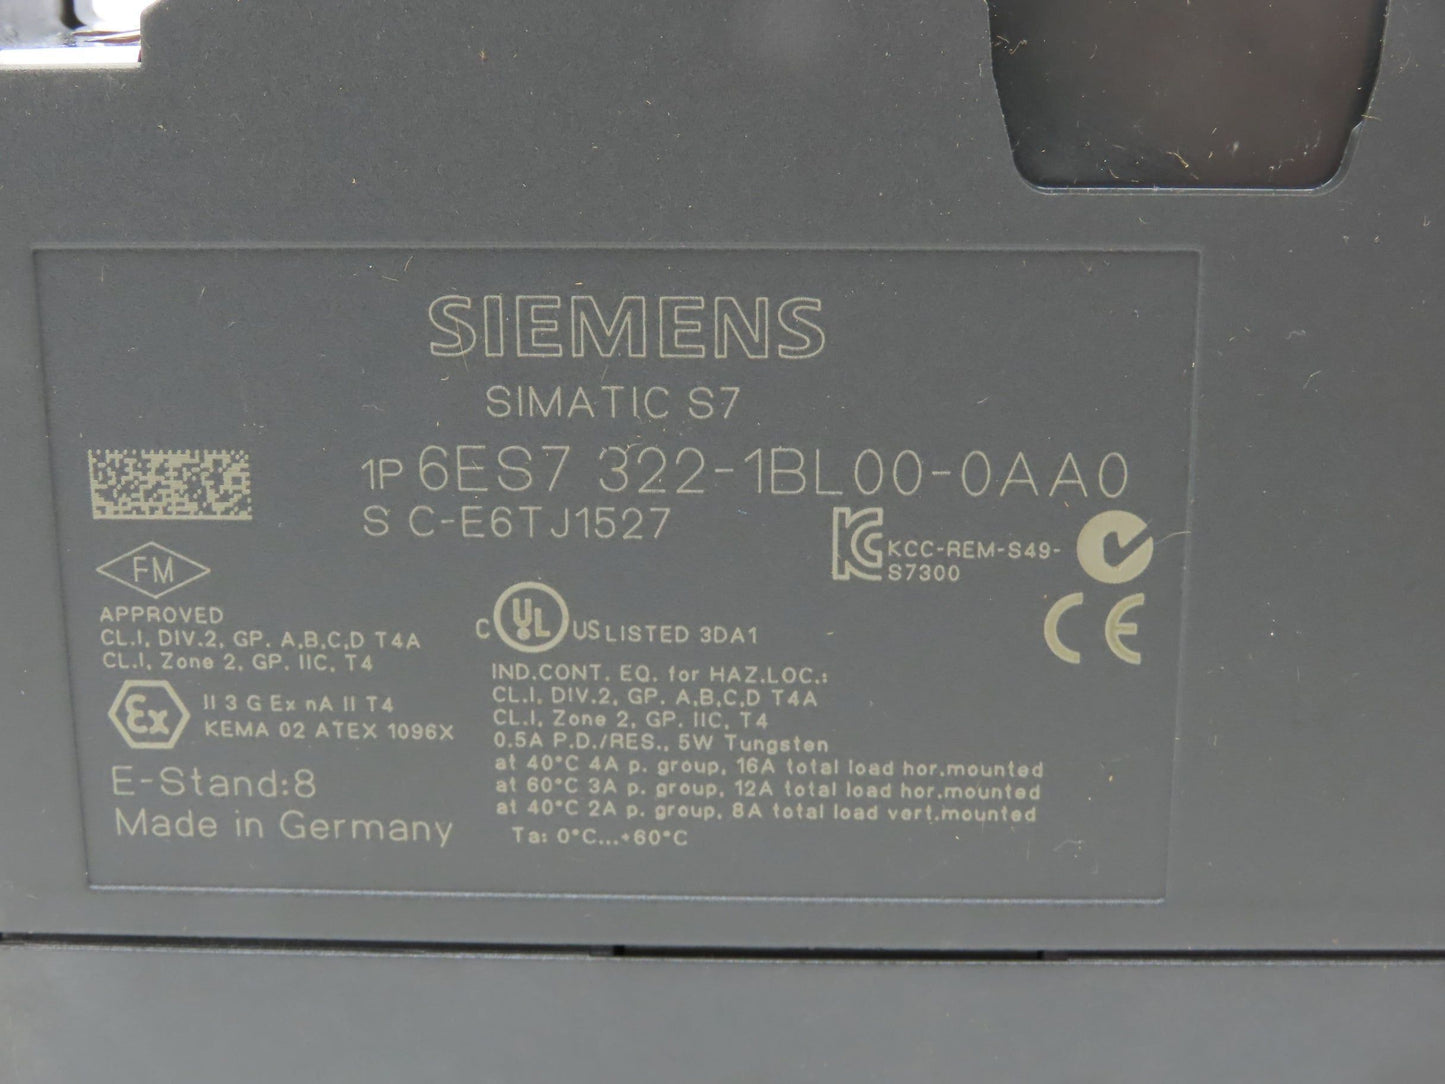 SIEMENS
SIMATIC S7
1P 6ES7 322-1BL00-0AA0
S C-E6TJ1527
KCC-REM-S49-
S7300
FM
APPROVED
CL.I, DIV.2, GP. A,B,C,D T4A
CL.I, Zone 2, GP. IIC, T4
Ex II 3 G Ex nA II T4
KEMA 02 ATEX 1096X
E-Stand:8
Made in Germany
C UL US LISTED 3DA1
IND.CONT. EQ. for HAZ.LOC.:
CL.I, DIV.2, GP. A,B,C,D T4A
CL.I, Zone 2, GP. IIC, T4
0.5A P.D./RES., 5W Tungsten
at 40°C 4A p. group, 16A total load hor.mounted
at 60°C 3A p. group, 12A total load hor.mounted
at 40°C 2A p. group, 8A total load vert.mounted
Ta: 0°C...+60°C
CE